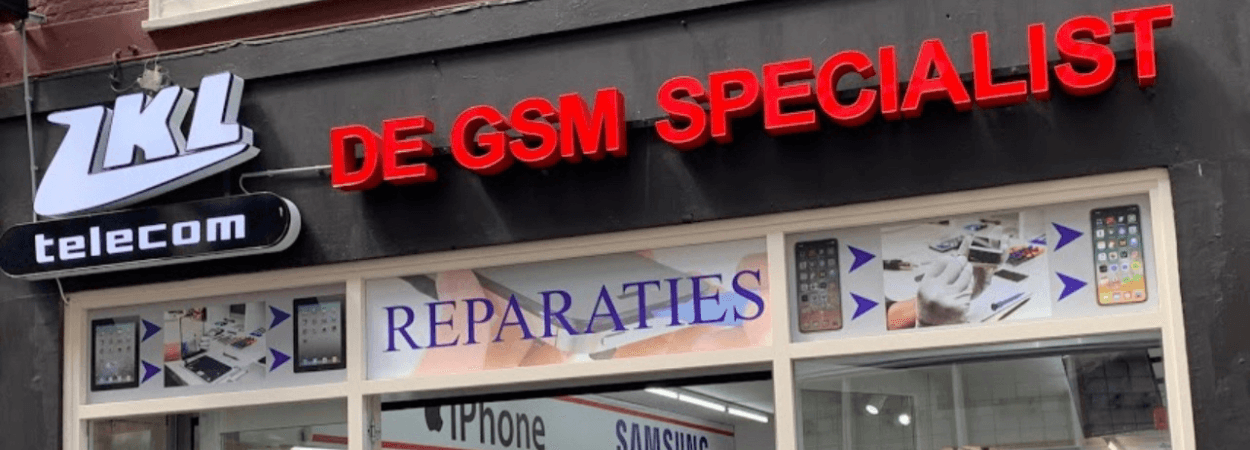 ZKL
telecom
DE GSM SPECIALIST
REPARATIES
iPhone
SAMSUNG